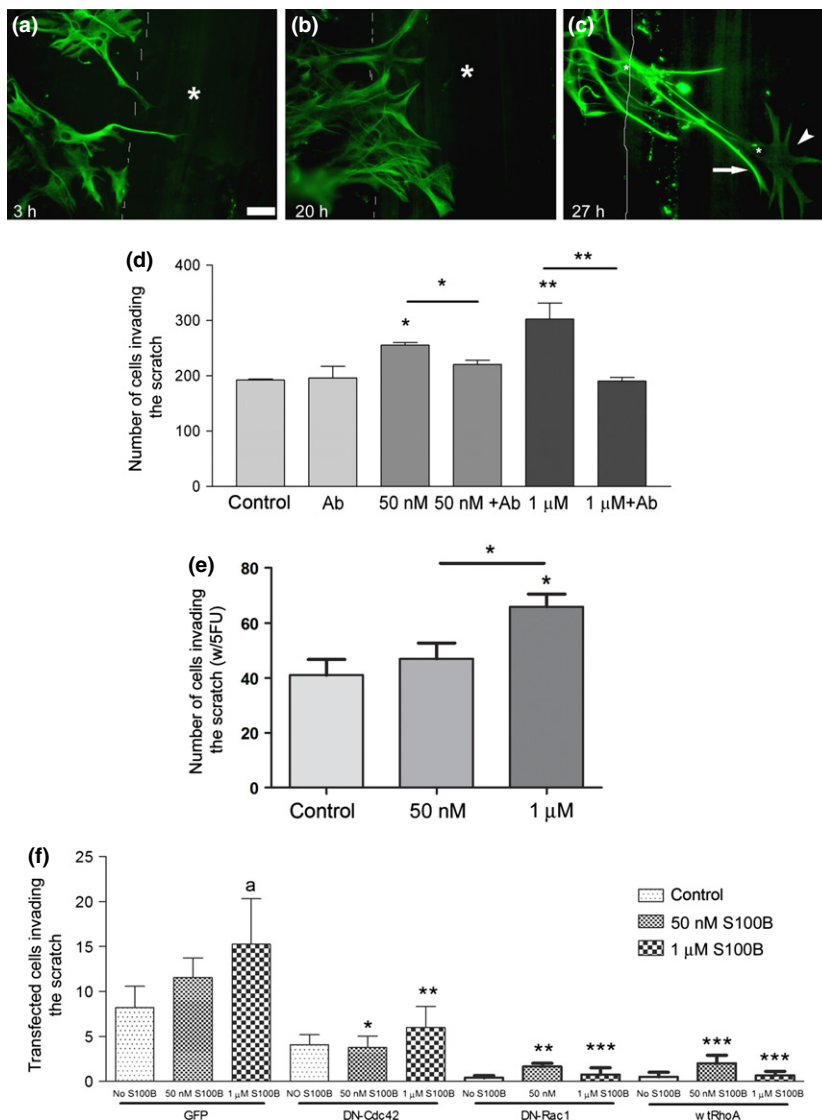 (a)
(b)
(c)
*
*
*
*
3 h
20 h
27 h
(d)
Number of cells invading
the scratch
400
300
200
100
0
*
*
**
**
Control
Ab
50 nM
50 nM +Ab
1 μM
1 μM+Ab
(e)
Number of cells invading
the scratch (w/5FU)
80
60
40
20
0
*
*
Control
50 nM
1 μM
(f)
Transfected cells invading
the scratch
25
20
15
10
5
0
a
*
**
**
***
***
***
Control
50 nM S100B
1 μM S100B
No S100B
50 nM S100B
1 μM S100B
NO S100B
50 nM S100B
1 μM S100B
No S100B
50 nM
1 μM S100B
No S100B
50 nM S100B
1 μM S100B
GFP
DN-Cdc42
DN-Rac1
w tRhoA